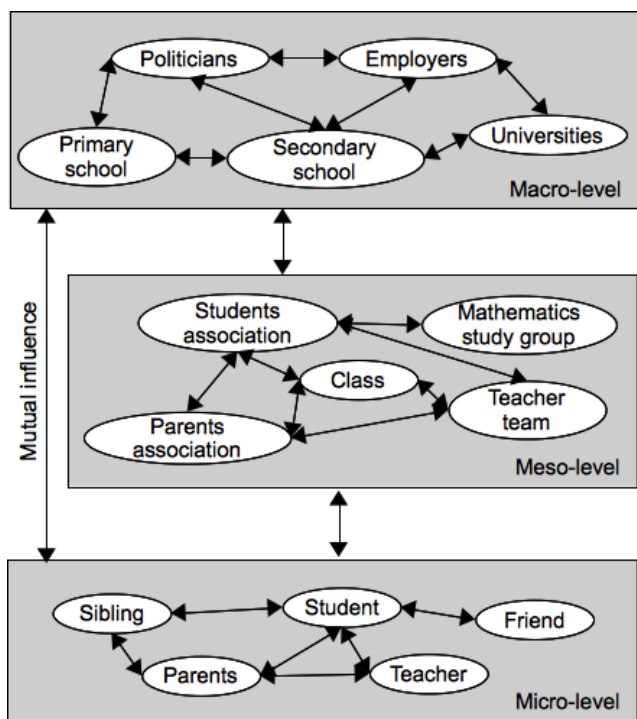 Politicians
Employers
Primary
school
Secondary
school
Universities
Macro-level
Mutual influence
Students
association
Mathematics
study group
Class
Parents
association
Teacher
team
Meso-level
Sibling
Student
Friend
Parents
Teacher
Micro-level